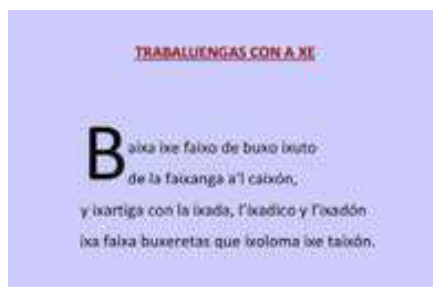 TRABALUENGAS CON A XE
Baixa ixe faixo de buxo ixuto
de la faixanga a'l caixón,
y ixartiga con la ixada, l'ixadico y l'ixadón
ixa faixa buxeretas que ixoloma ixe taixón.